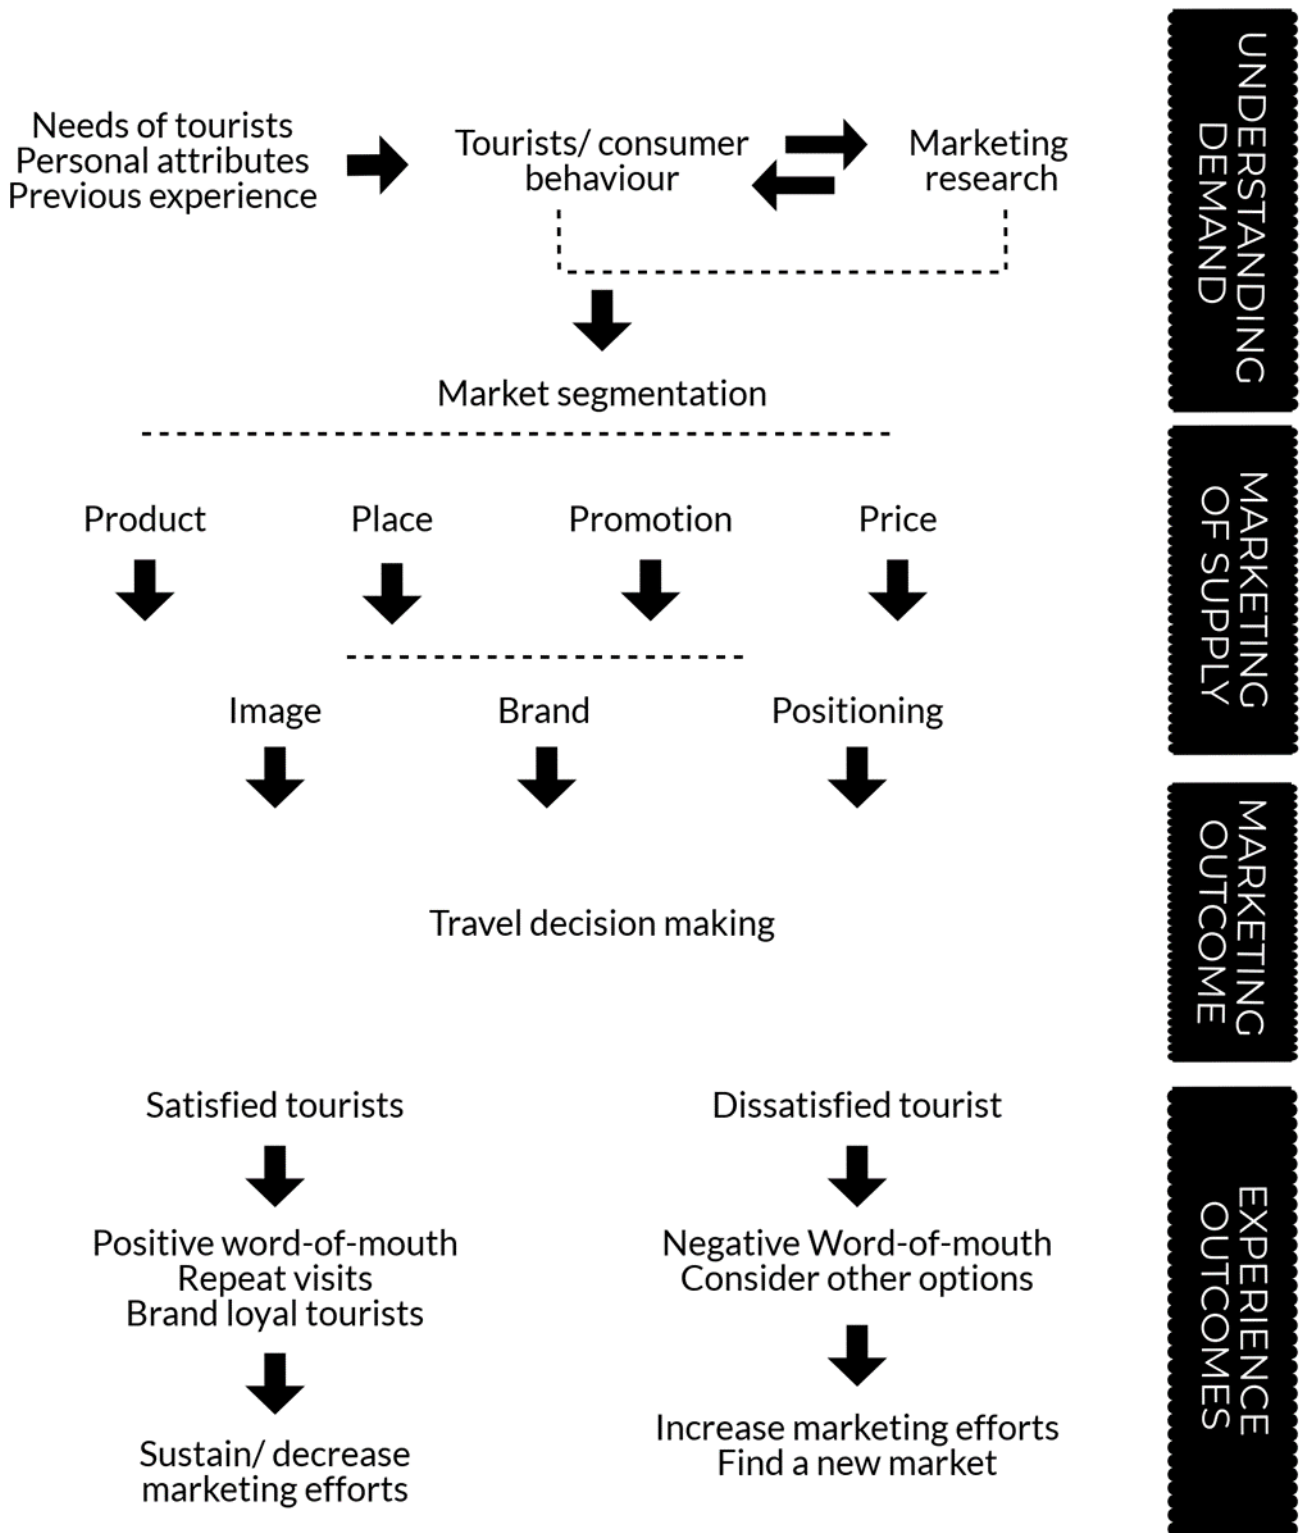 UNDERSTANDING
DEMAND
Needs of tourists
Personal attributes
Previous experience
Tourists/ consumer
behaviour
Marketing
research
Market segmentation
MARKETING
OF SUPPLY
Product
Place
Promotion
Price
Image
Brand
Positioning
MARKETING
OUTCOME
Travel decision making
EXPERIENCE
OUTCOMES
Satisfied tourists
Positive word-of-mouth
Repeat visits
Brand loyal tourists
Sustain/ decrease
marketing efforts
Dissatisfied tourist
Negative Word-of-mouth
Consider other options
Increase marketing efforts
Find a new market